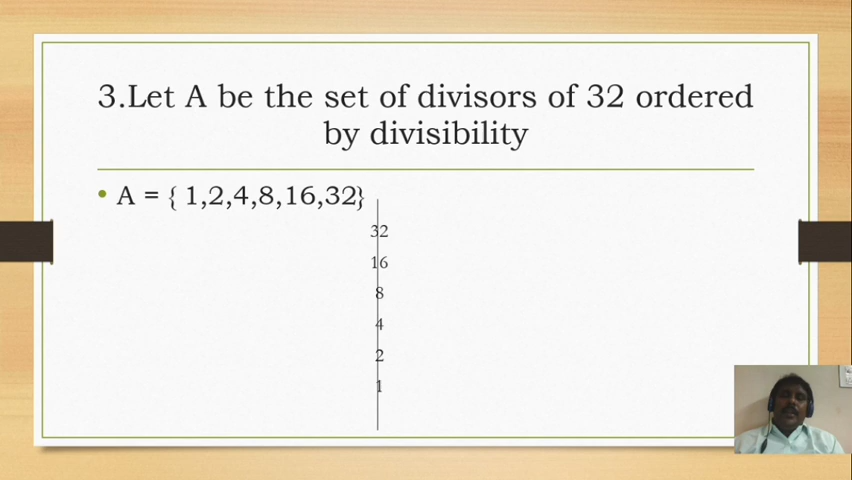 3.Let A be the set of divisors of 32 ordered
by divisibility
• A = { 1,2,4,8,16,32}
32
16
8
4
2
1